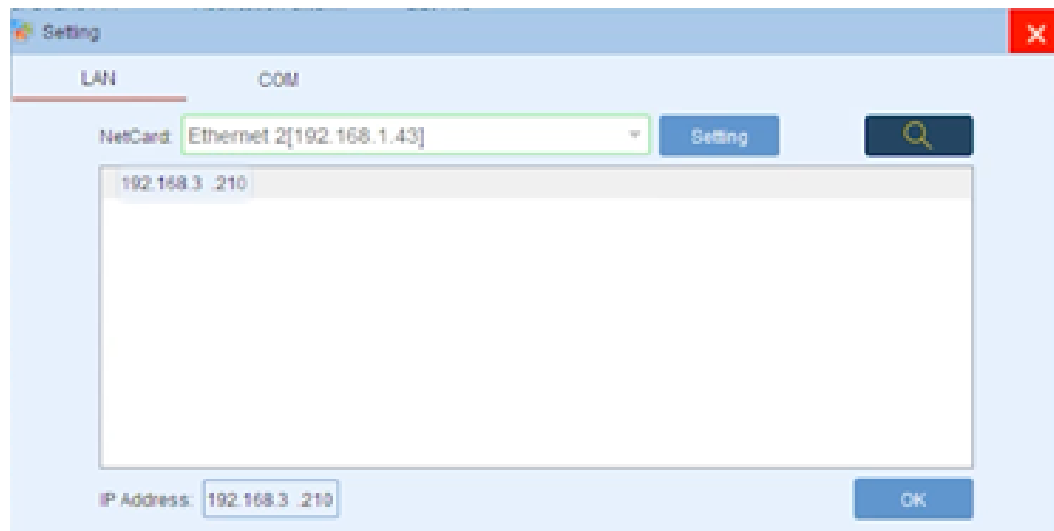 Setting
LAN COM
NetCard: Ethernet 2[192.168.1.43] Setting
192.168.3 .210
IP Address: 192.168.3 .210 OK